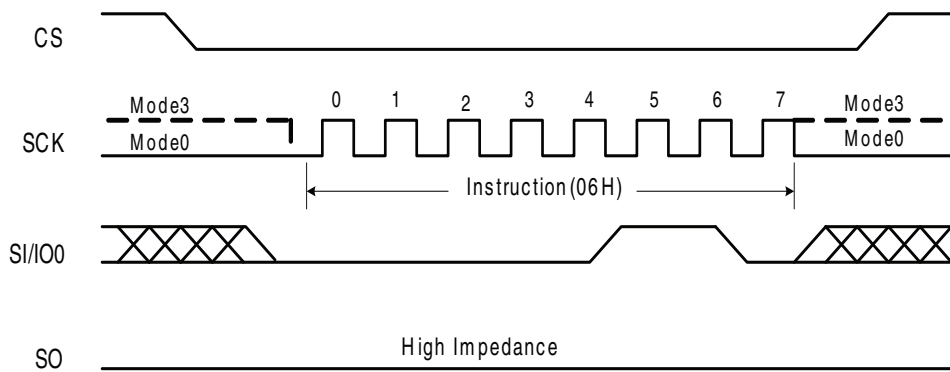 CS
0 1 2 3 4 5 6 7
Mode3 Mode3
SCK Mode0 Mode0
Instruction(06H)
SI/IO0
High Impedance
SO